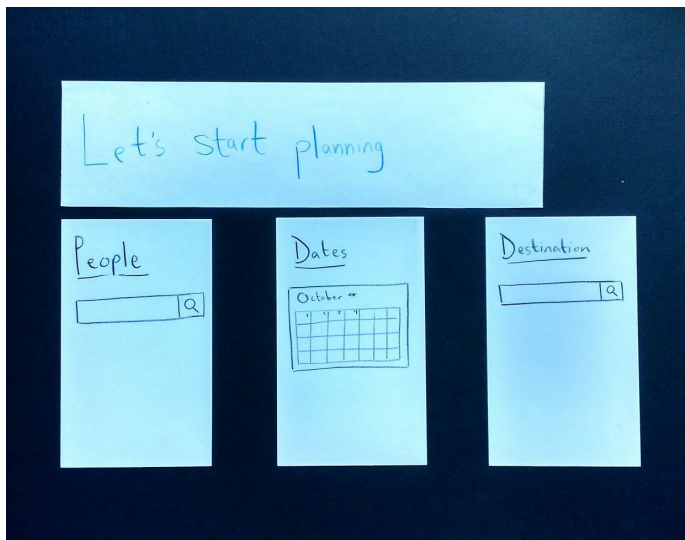 Let's start planning
People
Dates
Destination
October